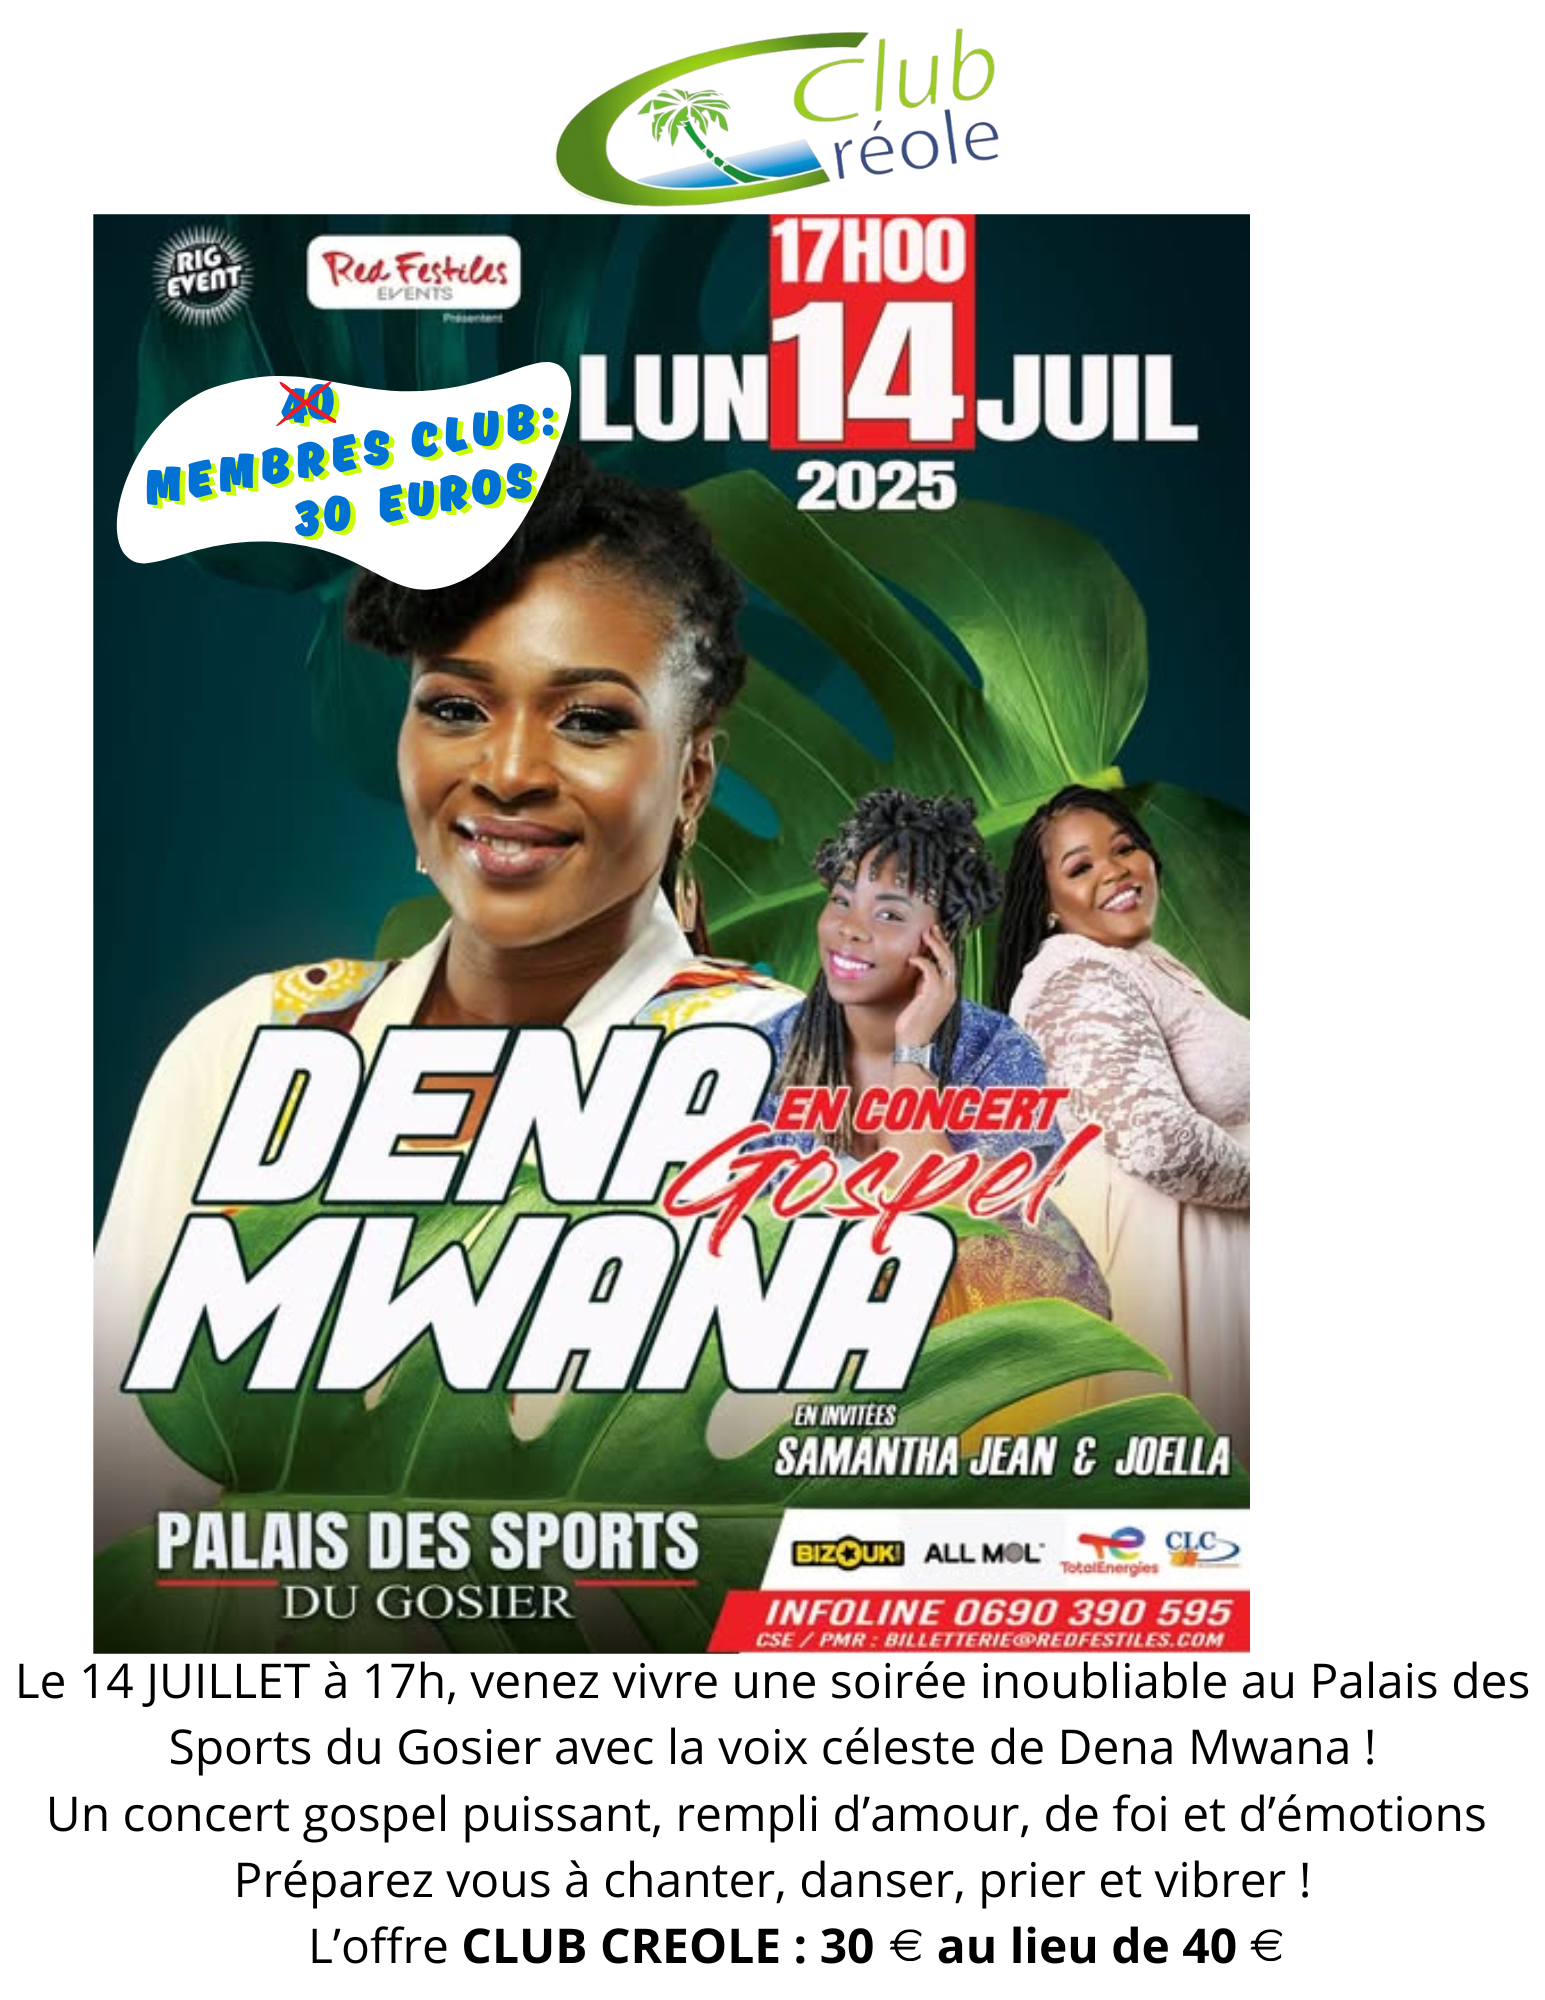 Club
Créole
RIG
EVENT
Red Festiles
EVENTS
Présentent
17H00
LUN 14 JUIL
2025
40
MEMBRES CLUB:
30 EUROS
DENA
MWANA
EN CONCERT
Gospel
EN INVITÉES
SAMANTHA JEAN & JOELLA
PALAIS DES SPORTS
DU GOSIER
BIZOUK! ALL MOL TotalEnergies CLC
INFOLINE 0690 390 595
CSE / PMR : BILLETTERIE@REDFESTILES.COM
Le 14 JUILLET à 17h, venez vivre une soirée inoubliable au Palais des
Sports du Gosier avec la voix céleste de Dena Mwana !
Un concert gospel puissant, rempli d’amour, de foi et d’émotions
Préparez vous à chanter, danser, prier et vibrer !
L’offre CLUB CREOLE : 30 € au lieu de 40 €